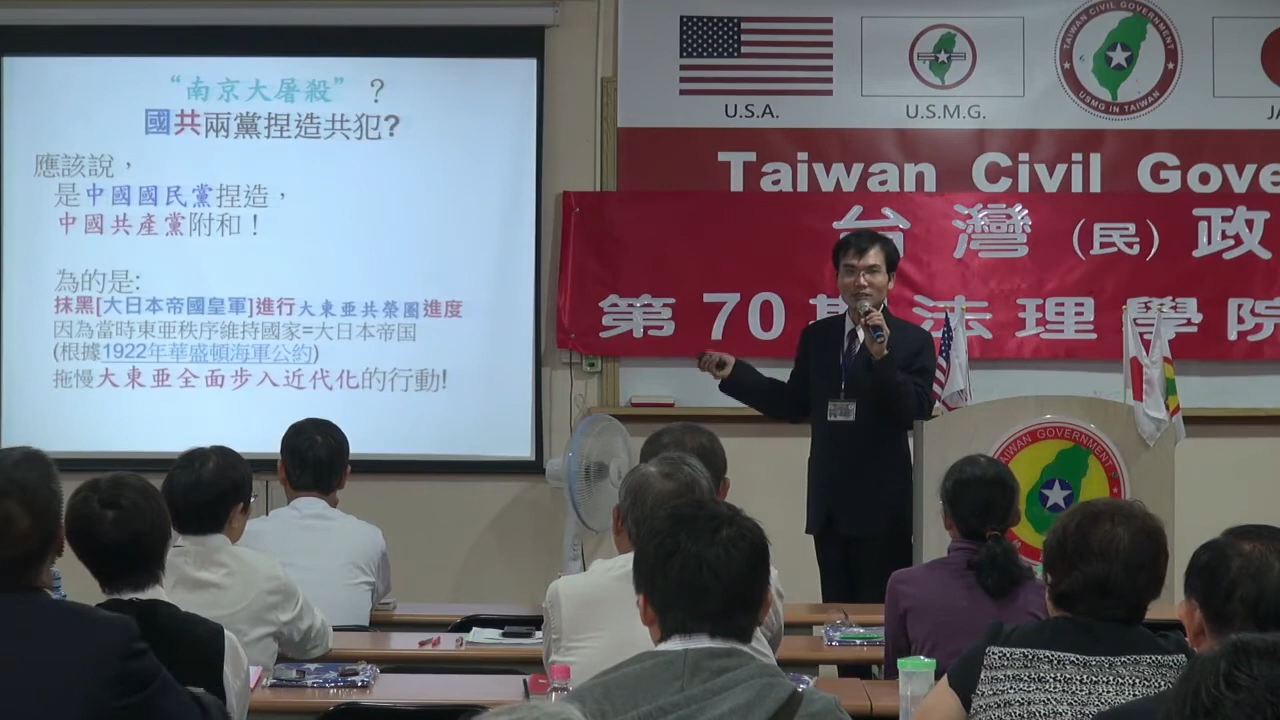 “南京大屠殺” ？
國共兩黨捏造共犯?
應該說，
是中國國民黨捏造，
中國共產黨附和！
為的是:
抹黑[大日本帝國皇軍]進行大東亞共榮圈進度
因為當時東亞秩序維持國家=大日本帝国
(根據1922年華盛頓海軍公約)
拖慢大東亞全面步入近代化的行動!
U.S.A.
U.S.M.G.
TAIWAN CIVIL GOVERNMENT
USMG IN TAIWAN
JA
Taiwan Civil Gove
台灣（民）政
第70期法理學院
TAIWAN GOVERNMENT